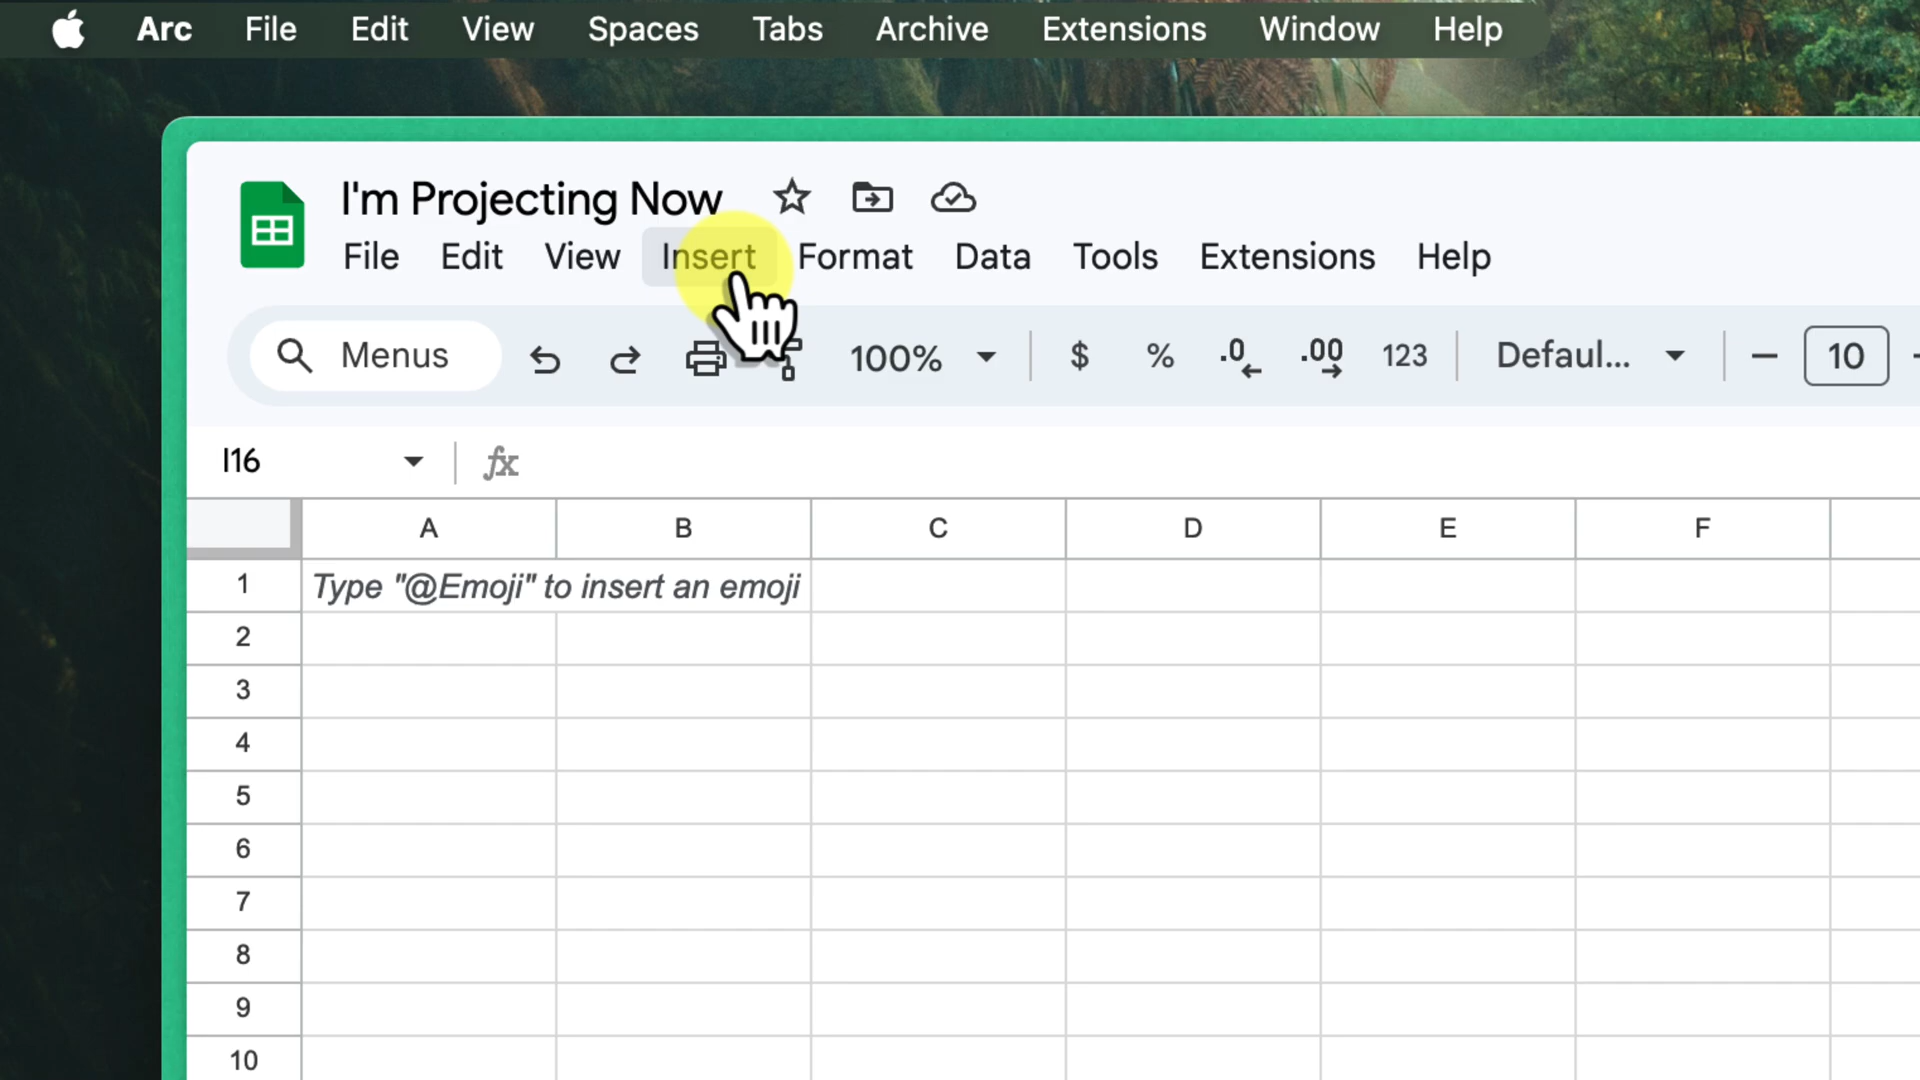 Arc File Edit View Spaces Tabs Archive Extensions Window Help
I'm Projecting Now
File Edit View Insert Format Data Tools Extensions Help
Menus 100% $ % .0 .00 123 Defaul... 10
I16 fx
A B C D E F
1 Type "@Emoji" to insert an emoji
2
3
4
5
6
7
8
9
10